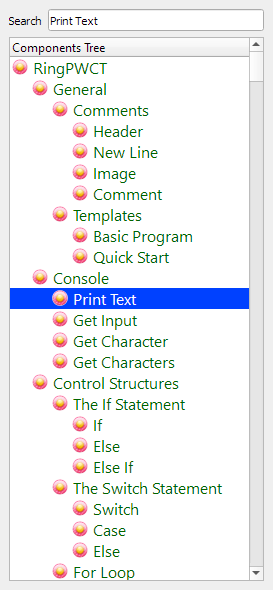 Search Print Text
Components Tree
RingPWCT
General
Comments
Header
New Line
Image
Comment
Templates
Basic Program
Quick Start
Console
Print Text
Get Input
Get Character
Get Characters
Control Structures
The If Statement
If
Else
Else If
The Switch Statement
Switch
Case
Else
For Loop